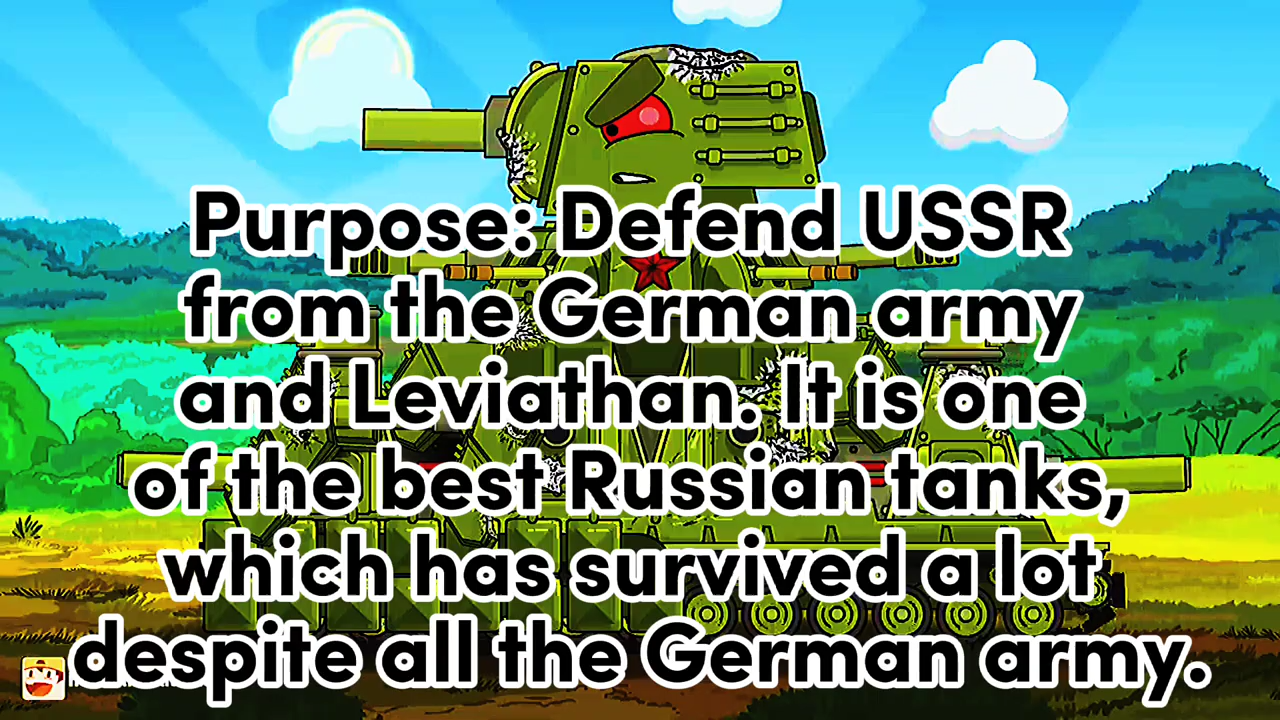 Purpose: Defend USSR
from the German army
and Leviathan. It is one
of the best Russian tanks,
which has survived a lot
despite all the German army.